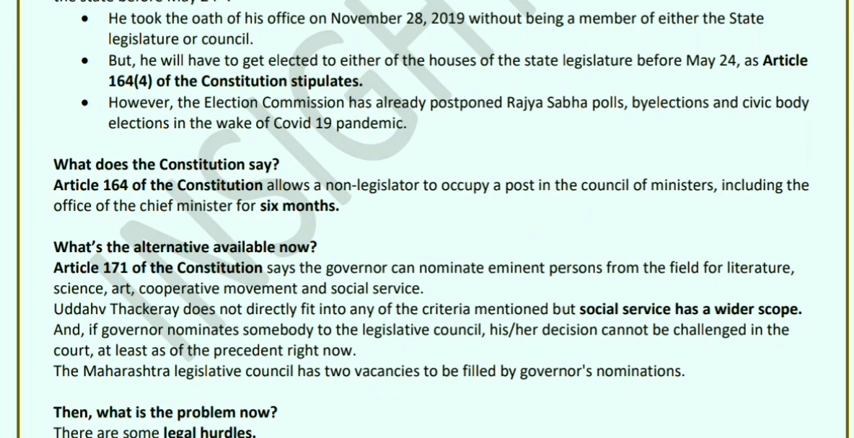 the state before May 24
• He took the oath of his office on November 28, 2019 without being a member of either the State
legislature or council.
• But, he will have to get elected to either of the houses of the state legislature before May 24, as Article
164(4) of the Constitution stipulates.
• However, the Election Commission has already postponed Rajya Sabha polls, byelections and civic body
elections in the wake of Covid 19 pandemic.
What does the Constitution say?
Article 164 of the Constitution allows a non-legislator to occupy a post in the council of ministers, including the
office of the chief minister for six months.
What's the alternative available now?
Article 171 of the Constitution says the governor can nominate eminent persons from the field for literature,
science, art, cooperative movement and social service.
Uddahv Thackeray does not directly fit into any of the criteria mentioned but social service has a wider scope.
And, if governor nominates somebody to the legislative council, his/her decision cannot be challenged in the
court, at least as of the precedent right now.
The Maharashtra legislative council has two vacancies to be filled by governor's nominations.
Then, what is the problem now?
There are some legal hurdles.
INSIGH